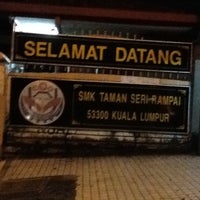 SELAMAT DATANG
SMK TAMAN SERI RAMPAI
53300 KUALA LUMPUR